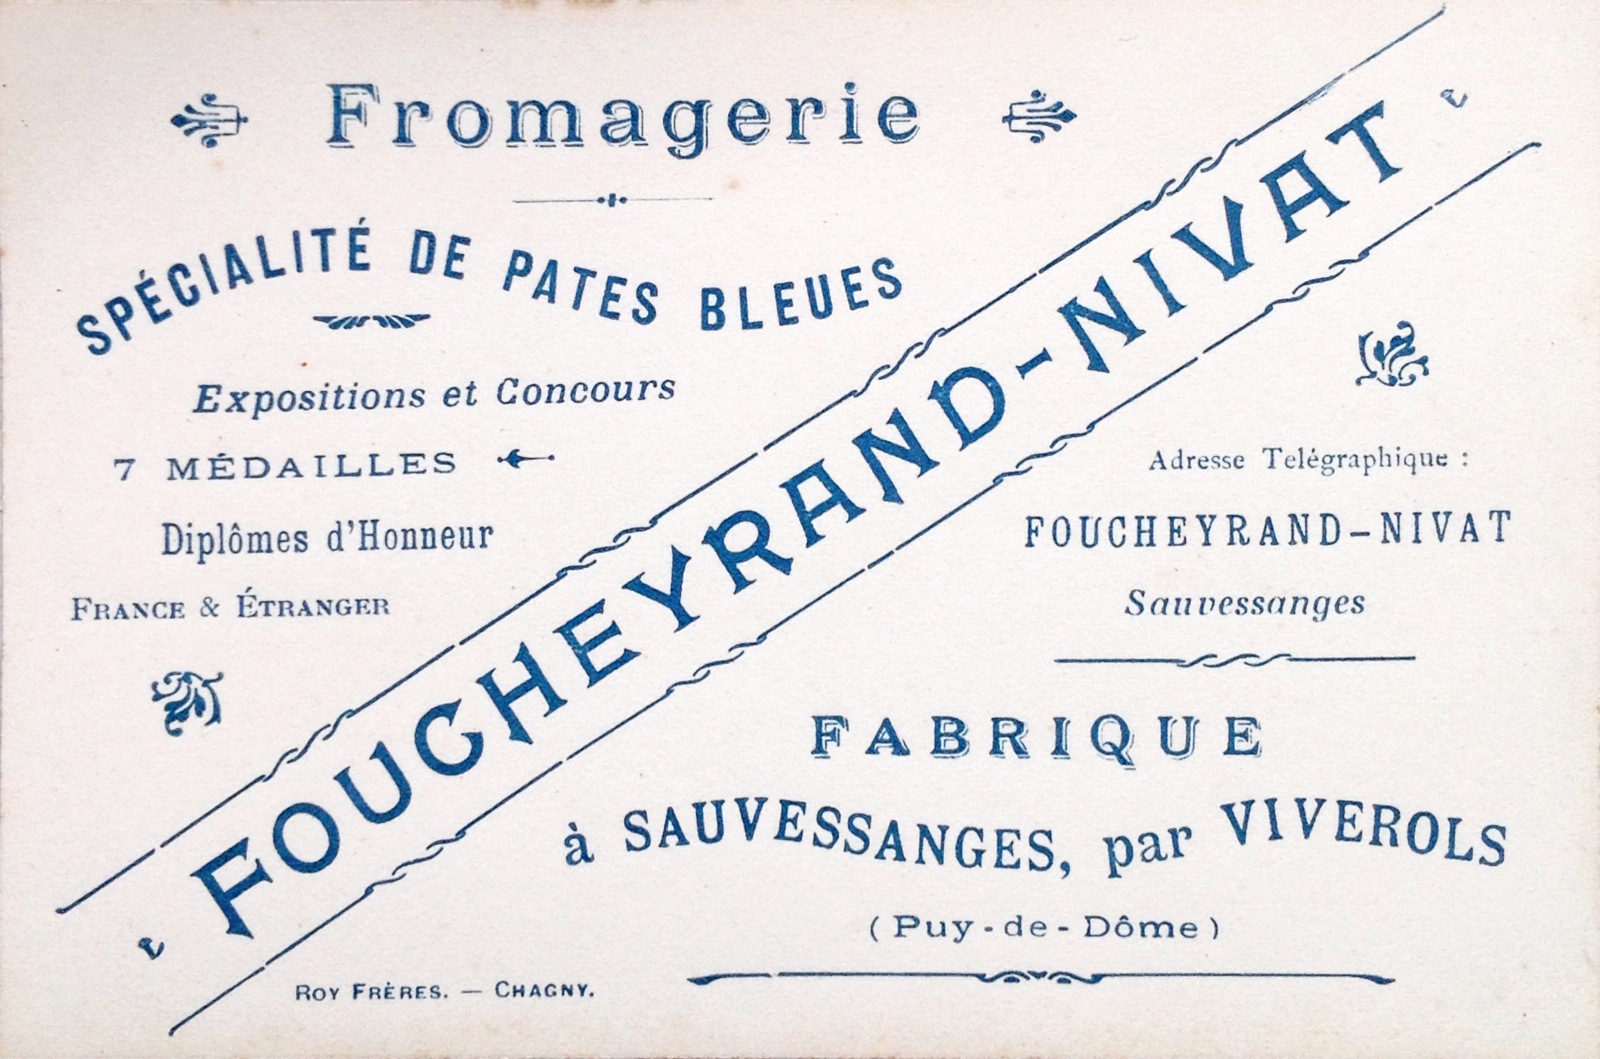 Fromagerie
SPÉCIALITÉ DE PATES BLEUES
Expositions et Concours
7 MÉDAILLES
Diplômes d'Honneur
FRANCE & ÉTRANGER
FOUCHEYRAND-NIVAT
Adresse Telégraphique :
FOUCHEYRAND-NIVAT
Sauvessanges
FABRIQUE
à SAUVESSANGES, par VIVEROLS
(Puy-de-Dôme)
ROY FRÈRES. — CHAGNY.